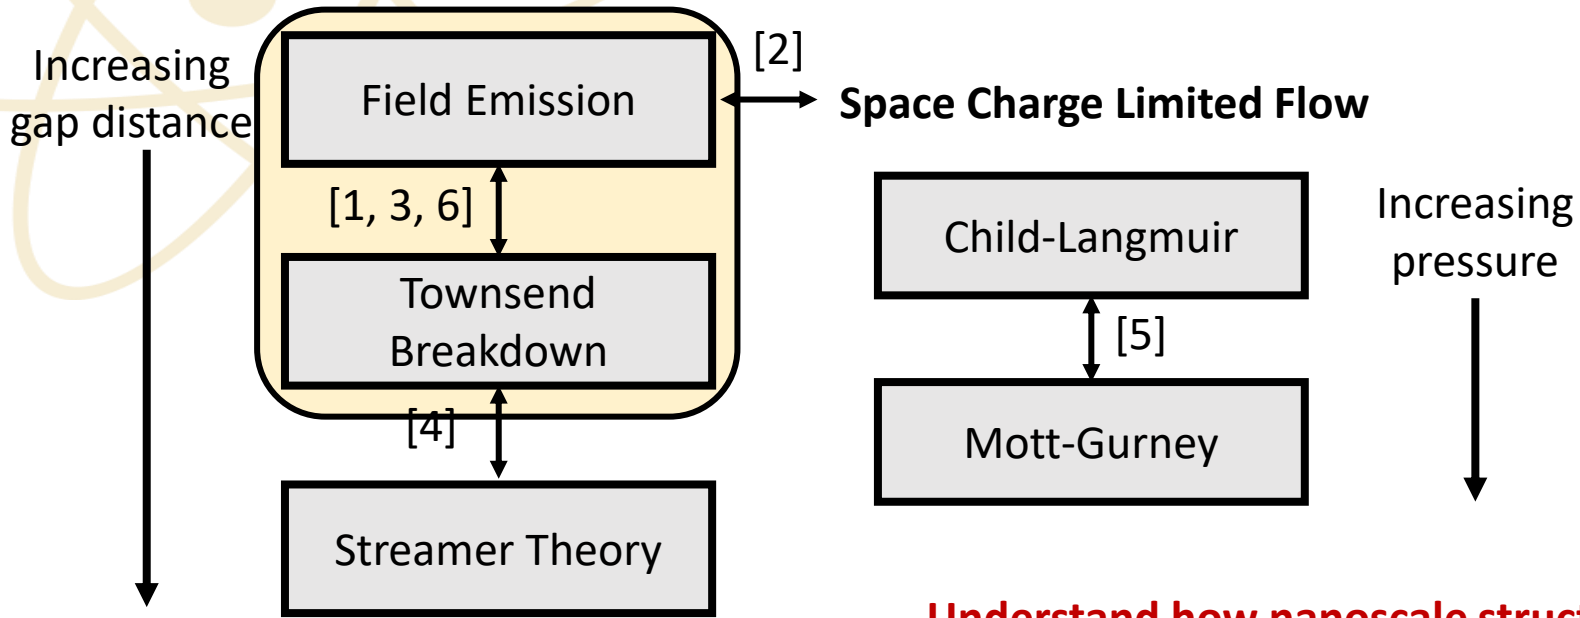 Increasing
gap distance
Field Emission
[2]
Space Charge Limited Flow
[1, 3, 6]
Townsend
Breakdown
[4]
Streamer Theory
Child-Langmuir
[5]
Mott-Gurney
Increasing
pressure
Understand how nanoscale